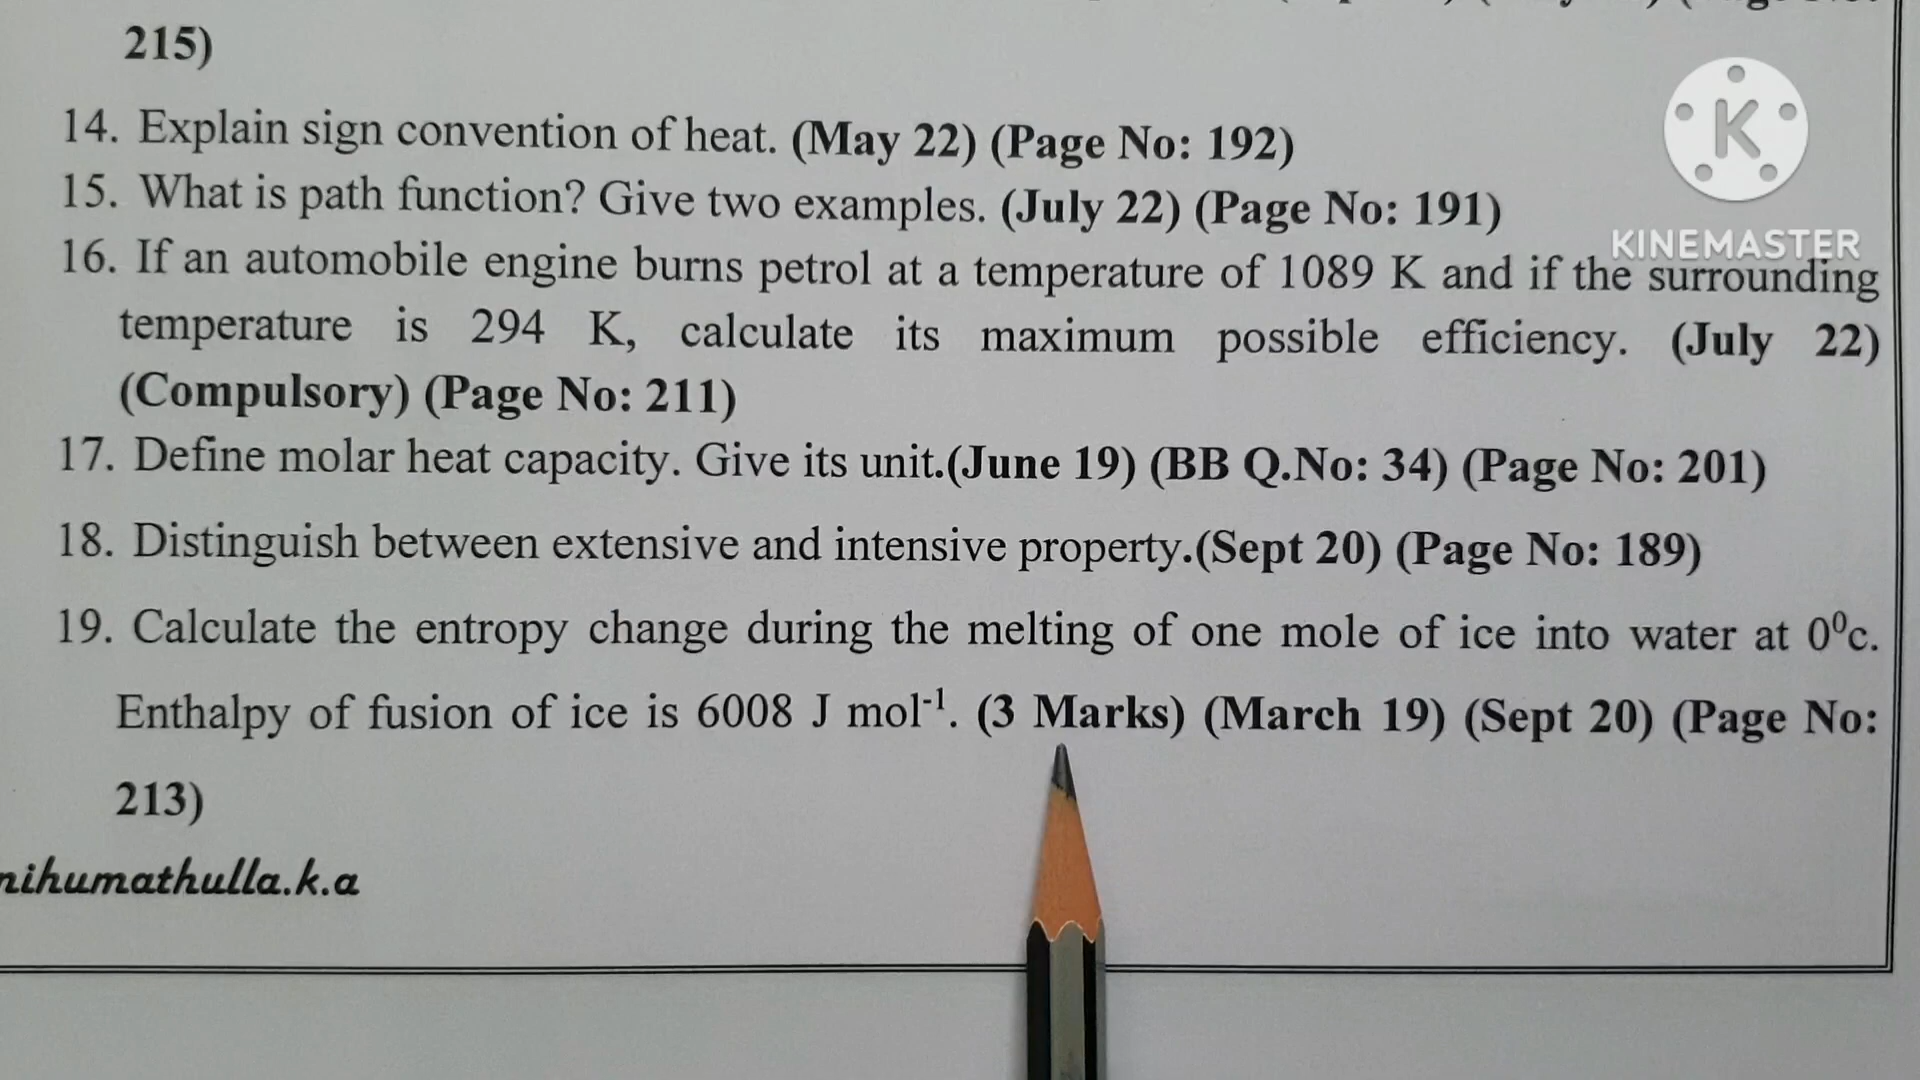 215)
14. Explain sign convention of heat. (May 22) (Page No: 192)
15. What is path function? Give two examples. (July 22) (Page No: 191)
KINEMASTER
16. If an automobile engine burns petrol at a temperature of 1089 K and if the surrounding
temperature is 294 K, calculate its maximum possible efficiency. (July 22)
(Compulsory) (Page No: 211)
17. Define molar heat capacity. Give its unit.(June 19) (BB Q.No: 34) (Page No: 201)
18. Distinguish between extensive and intensive property.(Sept 20) (Page No: 189)
19. Calculate the entropy change during the melting of one mole of ice into water at 0⁰c.
Enthalpy of fusion of ice is 6008 J mol⁻¹. (3 Marks) (March 19) (Sept 20) (Page No:
213)
nihumathulla.k.a